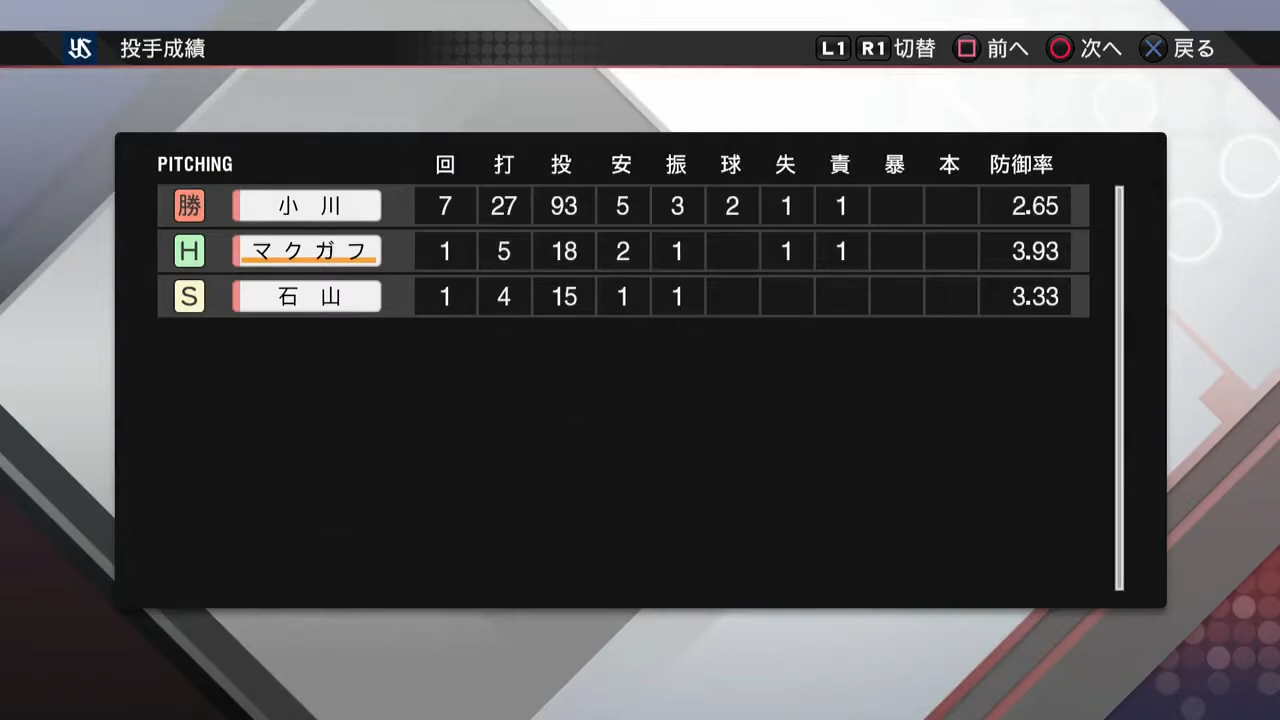 YS 投手成績 L1 R1 切替 前へ 次へ 戻る
PITCHING 回 打 投 安 振 球 失 責 暴 本 防御率
勝 小川 7 27 93 5 3 2 1 1 2.65
H マクガフ 1 5 18 2 1 1 1 3.93
S 石山 1 4 15 1 1 3.33